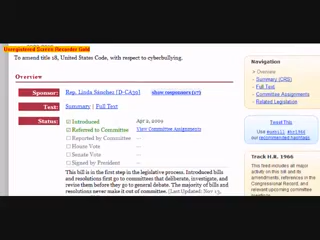 Unregistered Screen Recorder Gold
To amend title 18, United States Code, with respect to cyberbullying.
Overview
Sponsor: Rep. Linda Sánchez [D-CA39] show cosponsors (17)
Text: Summary | Full Text
Status: Introduced Apr 2, 2009
Referred to Committee View Committee Assignments
Reported by Committee ...
House Vote ...
Senate Vote ...
Signed by President ...
This bill is in the first step in the legislative process. Introduced bills
and resolutions first go to committees that deliberate, investigate, and
revise them before they go to general debate. The majority of bills and
resolutions never make it out of committee. [Last Updated: Nov 15,
Navigation
Overview
Summary (CRS)
Full Text
Committee Assignments
Related Legislation
Tweet This
Use
our recommended hashtags
Track H.R. 1966
This feed includes all major
activity on this bill and its
amendments, references in the
Congressional Record, and
relevant upcoming committee